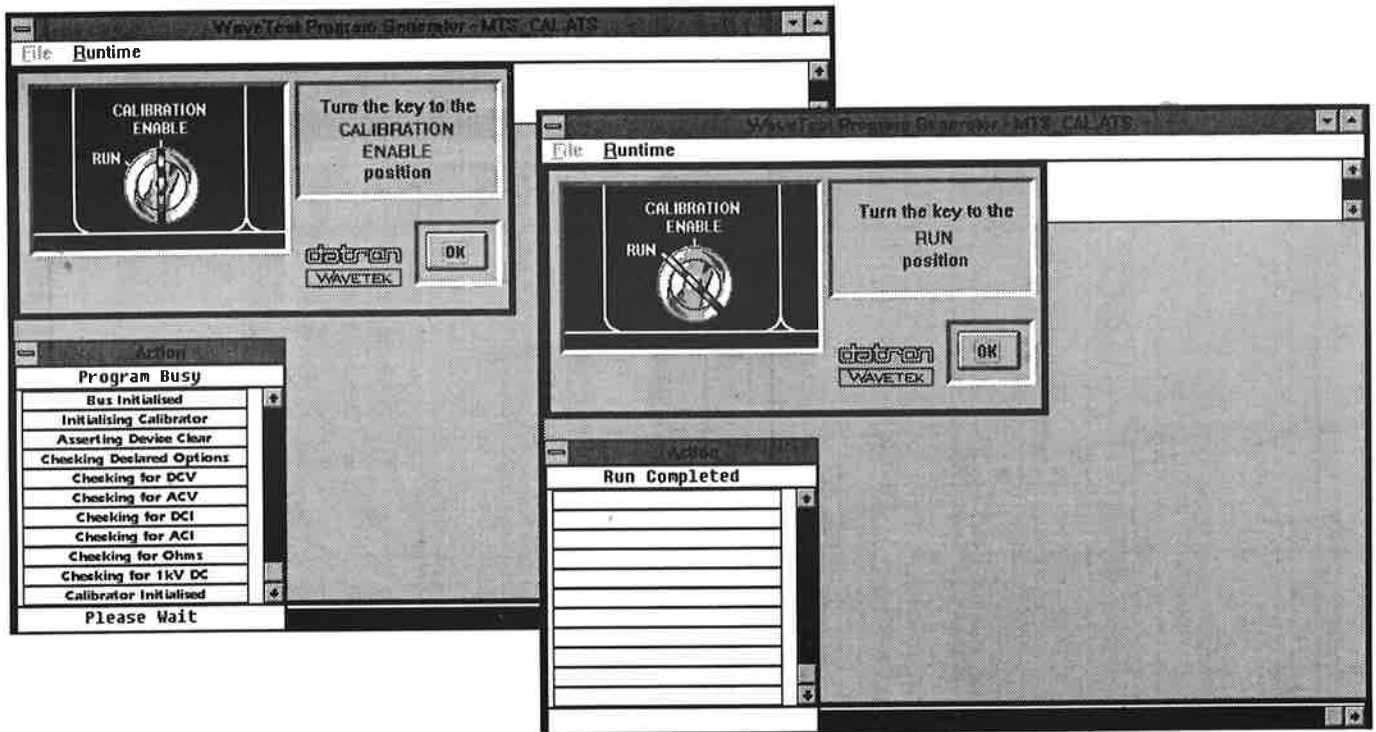 WaveTest Program Generator - MTS_CAL.ATS
File Runtime
CALIBRATION
ENABLE
RUN
Turn the key to the
CALIBRATION
ENABLE
position
datron
WAVETEK
OK
Action
Program Busy
Bus Initialised
Initialising Calibrator
Asserting Device Clear
Checking Declared Options
Checking for DCV
Checking for ACV
Checking for DCI
Checking for ACI
Checking for Ohms
Checking for 1kV DC
Calibrator Initialised
Please Wait
WaveTest Program Generator - MTS_CAL.ATS
File Runtime
CALIBRATION
ENABLE
RUN
Turn the key to the
RUN
position
datron
WAVETEK
OK
Action
Run Completed